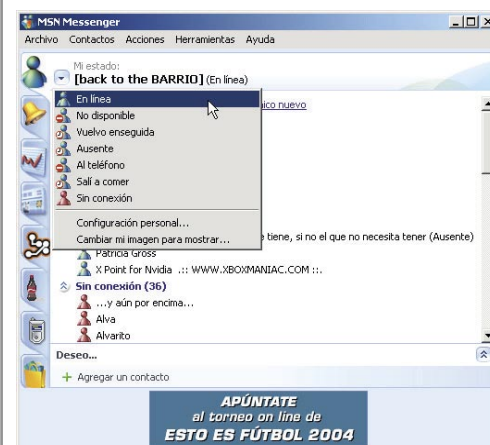 MSN Messenger
Archivo Contactos Acciones Herramientas Ayuda
Mi estado:
[back to the BARRIO] (En línea)
En línea
ico nuevo
No disponible
Vuelvo enseguida
Ausente
Al teléfono
Salí a comer
Sin conexión
Configuración personal...
Cambiar mi imagen para mostrar...
tiene, si no el que no necesita tener (Ausente)
Patricia Gross
X Point for Nvidia .:: WWW.XBOXMANIAC.COM ::.
Sin conexión (36)
...y aún por encima...
Alva
Alvarito
Deseo...
+ Agregar un contacto
APÚNTATE
al torneo on line de
ESTO ES FÚTBOL 2004